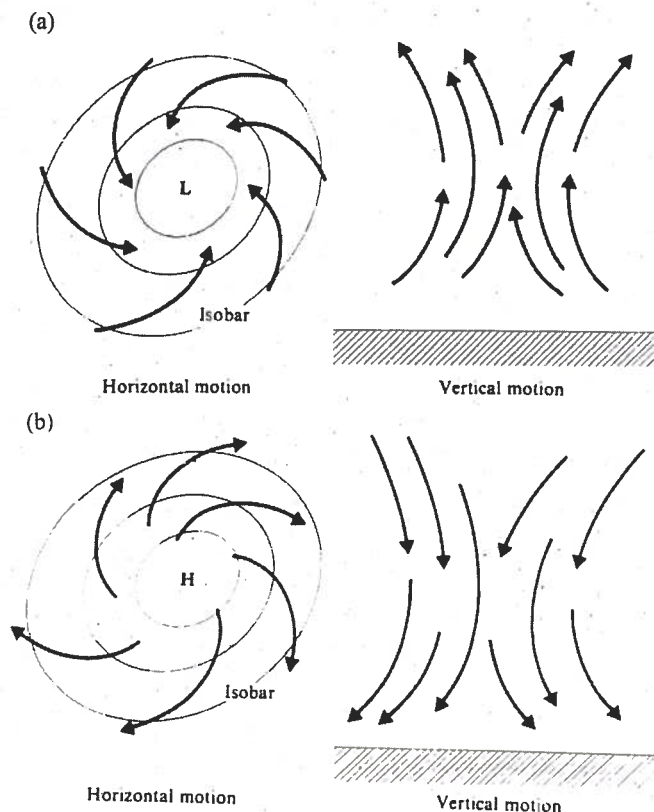 (a)
L
Isobar
Horizontal motion
Vertical motion
(b)
H
Isobar
Horizontal motion
Vertical motion